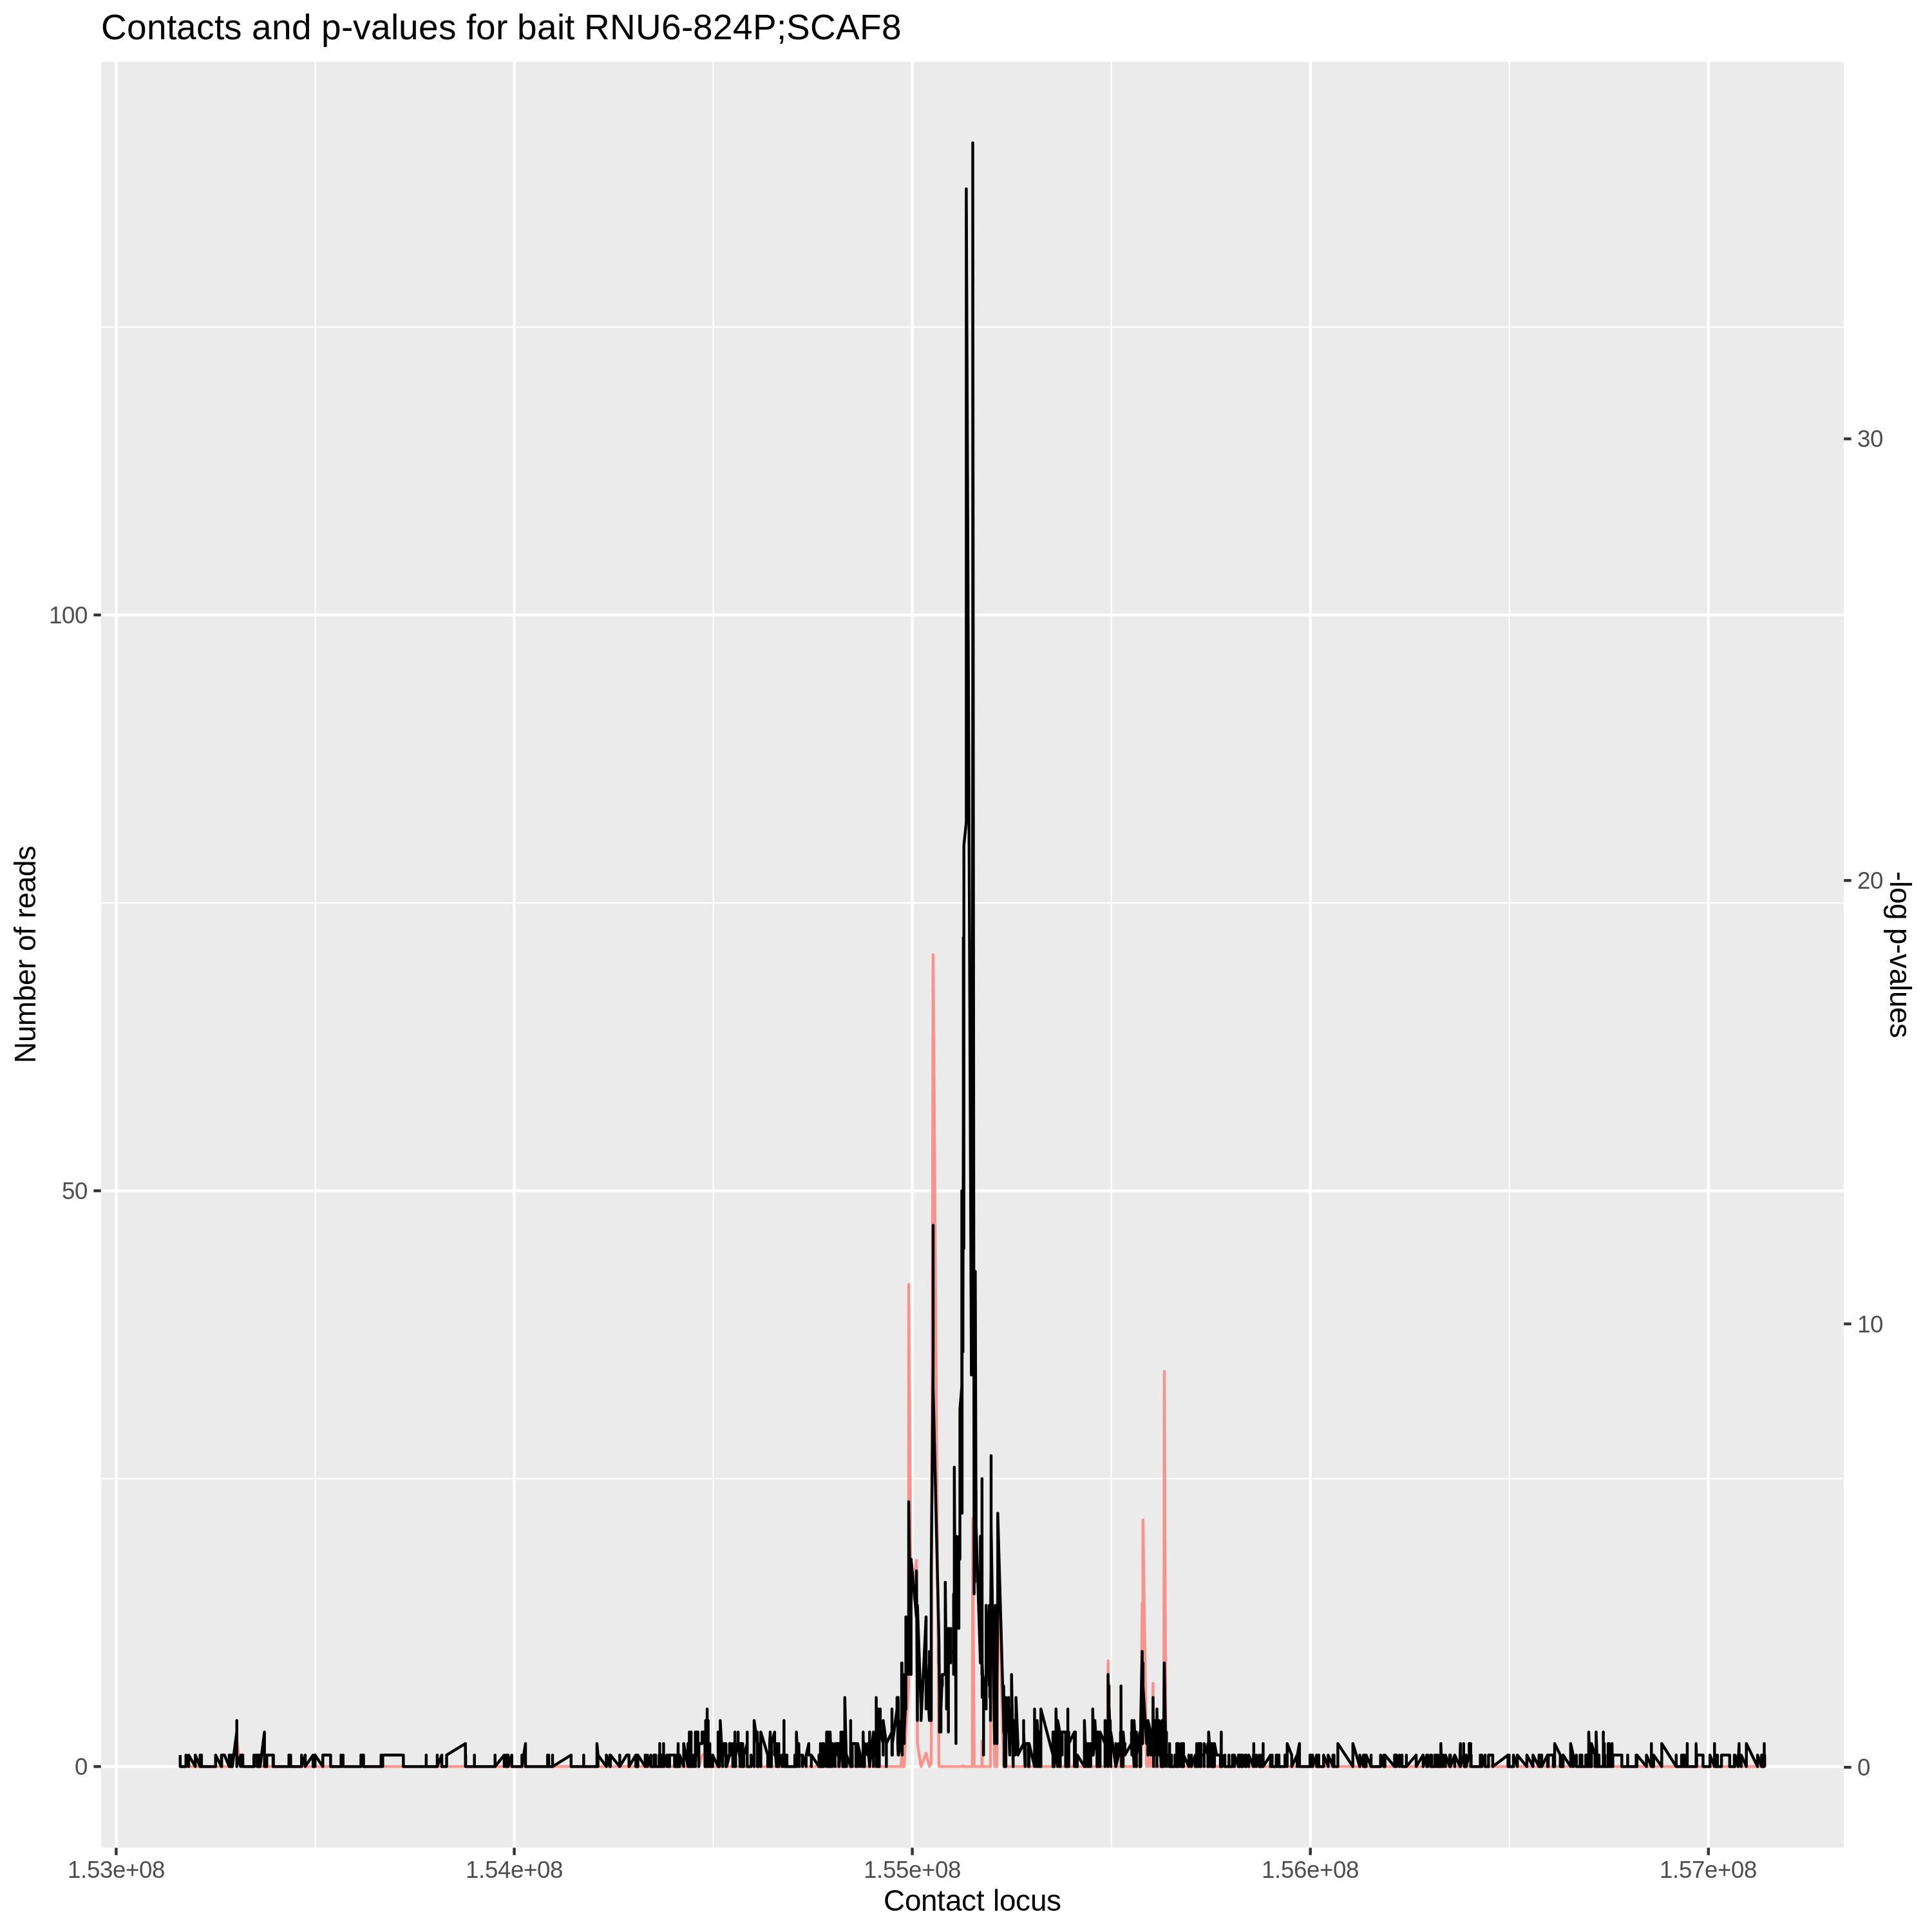 Contacts and p-values for bait RNU6-824P;SCAF8
Number of reads
100
50
0
30
20
10
0
-log p-values
1.53e+08
1.54e+08
1.55e+08
1.56e+08
1.57e+08
Contact locus